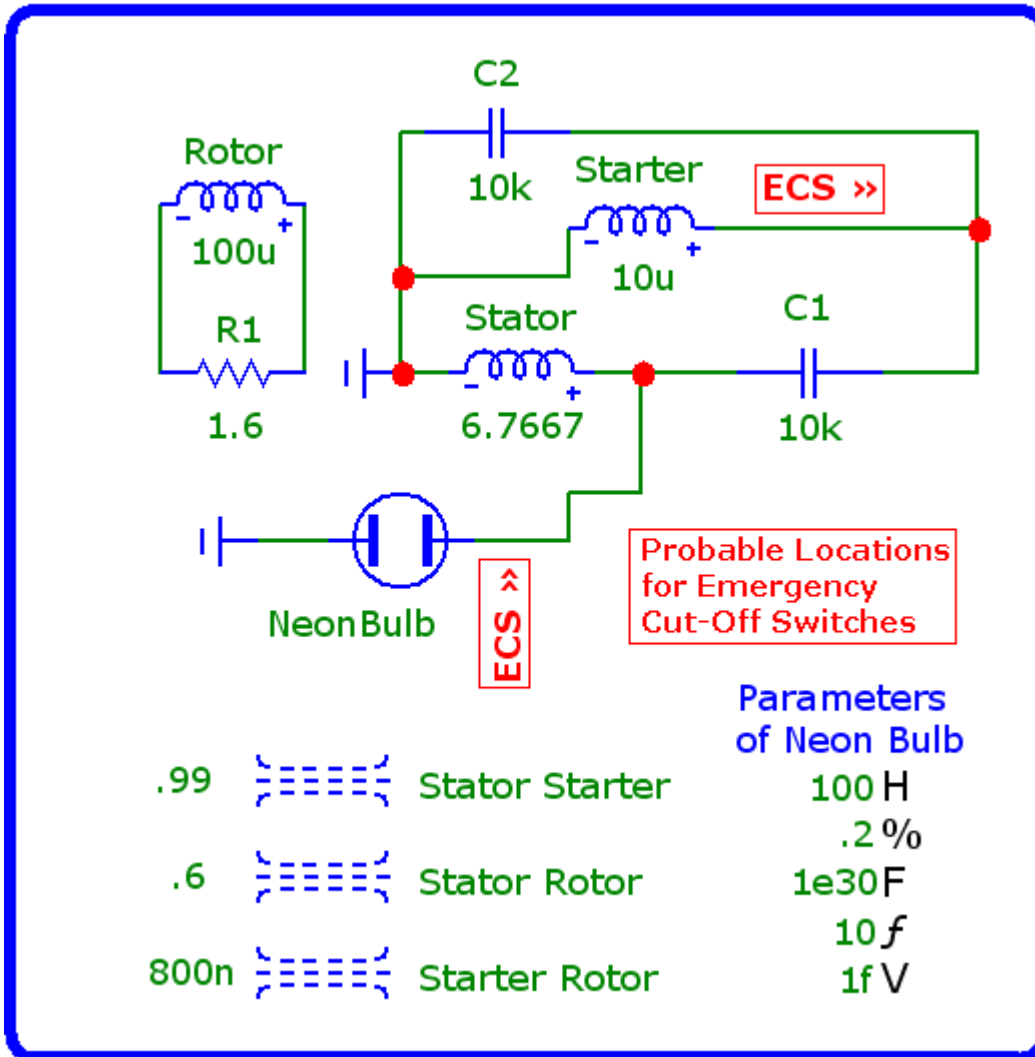 C2
10k
Rotor
100u
Starter
10u
ECS »
R1
1.6
Stator
6.7667
C1
10k
NeonBulb
ECS »
Probable Locations
for Emergency
Cut-Off Switches
Parameters
of Neon Bulb
100 H
.2 %
1e30 F
10 f
1f V
.99 Stator Starter
.6 Stator Rotor
800n Starter Rotor